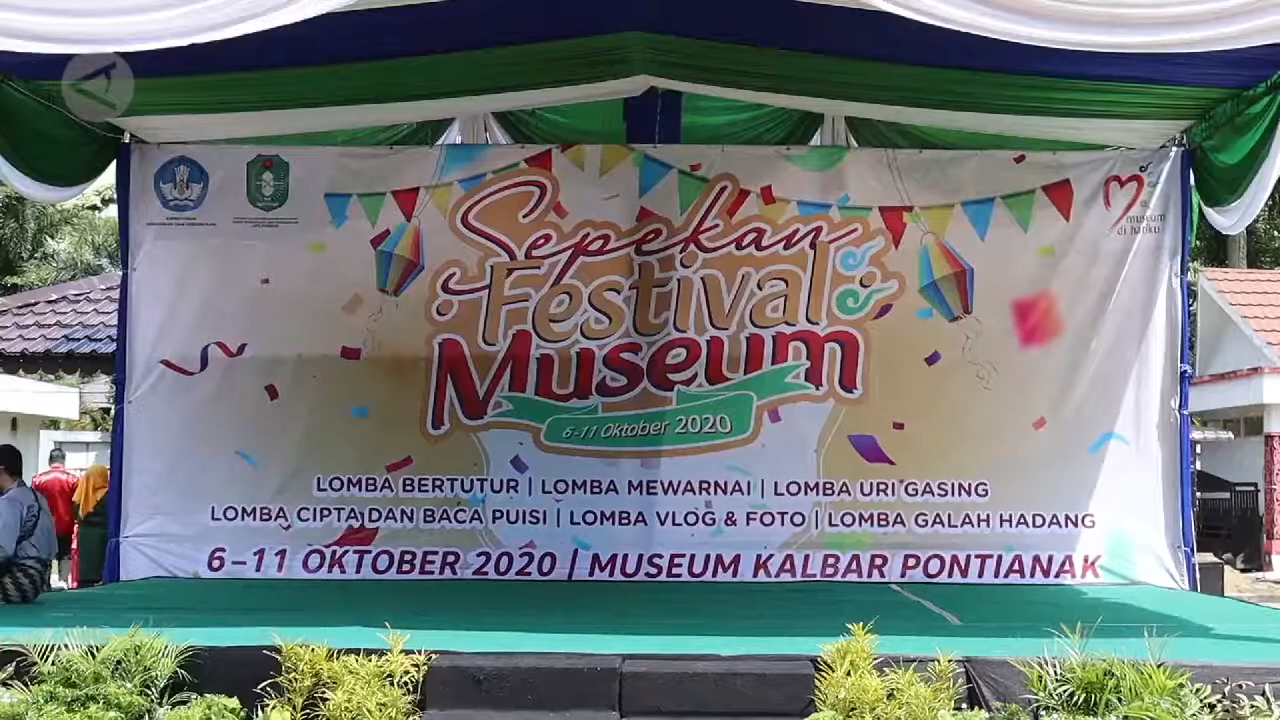 museum
di hatiku
Sepekan
Festival
Museum
6-11 Oktober 2020
LOMBA BERTUTUR | LOMBA MEWARNAI | LOMBA URI GASING
LOMBA CIPTA DAN BACA PUISI | LOMBA VLOG & FOTO | LOMBA GALAH HADANG
6-11 OKTOBER 2020 | MUSEUM KALBAR PONTIANAK